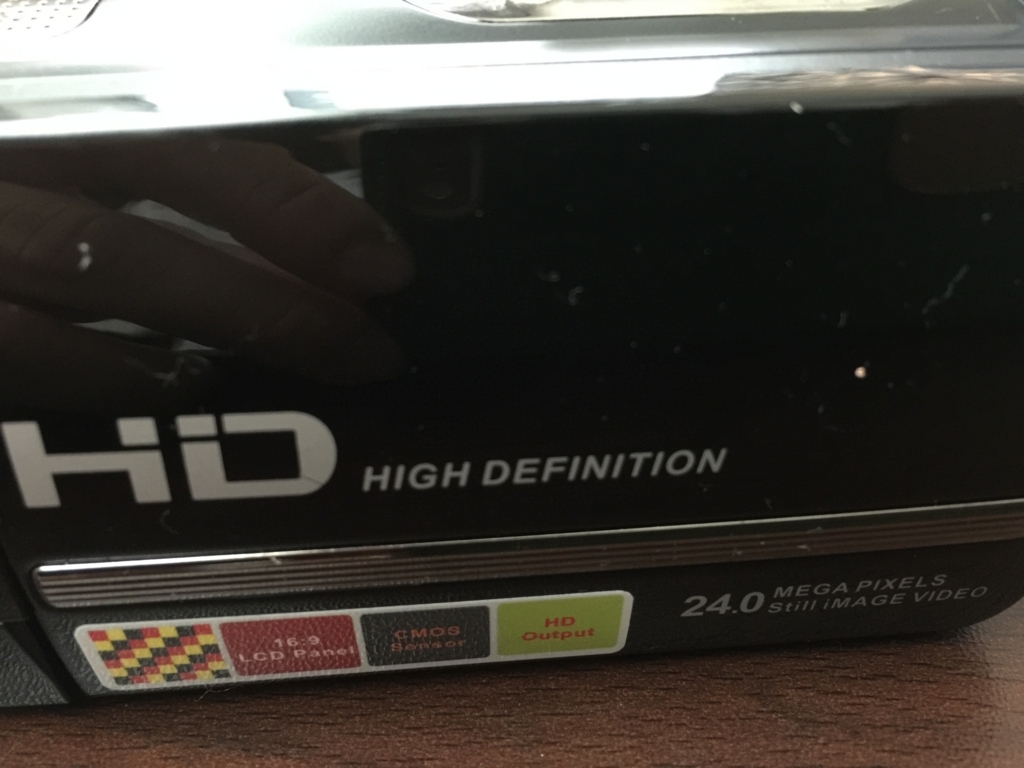 HD HIGH DEFINITION
24.0 MEGA PIXELS
Still iMAGE VIDEO
16:9
LCD Panel
CMOS
Sensor
HD
Output